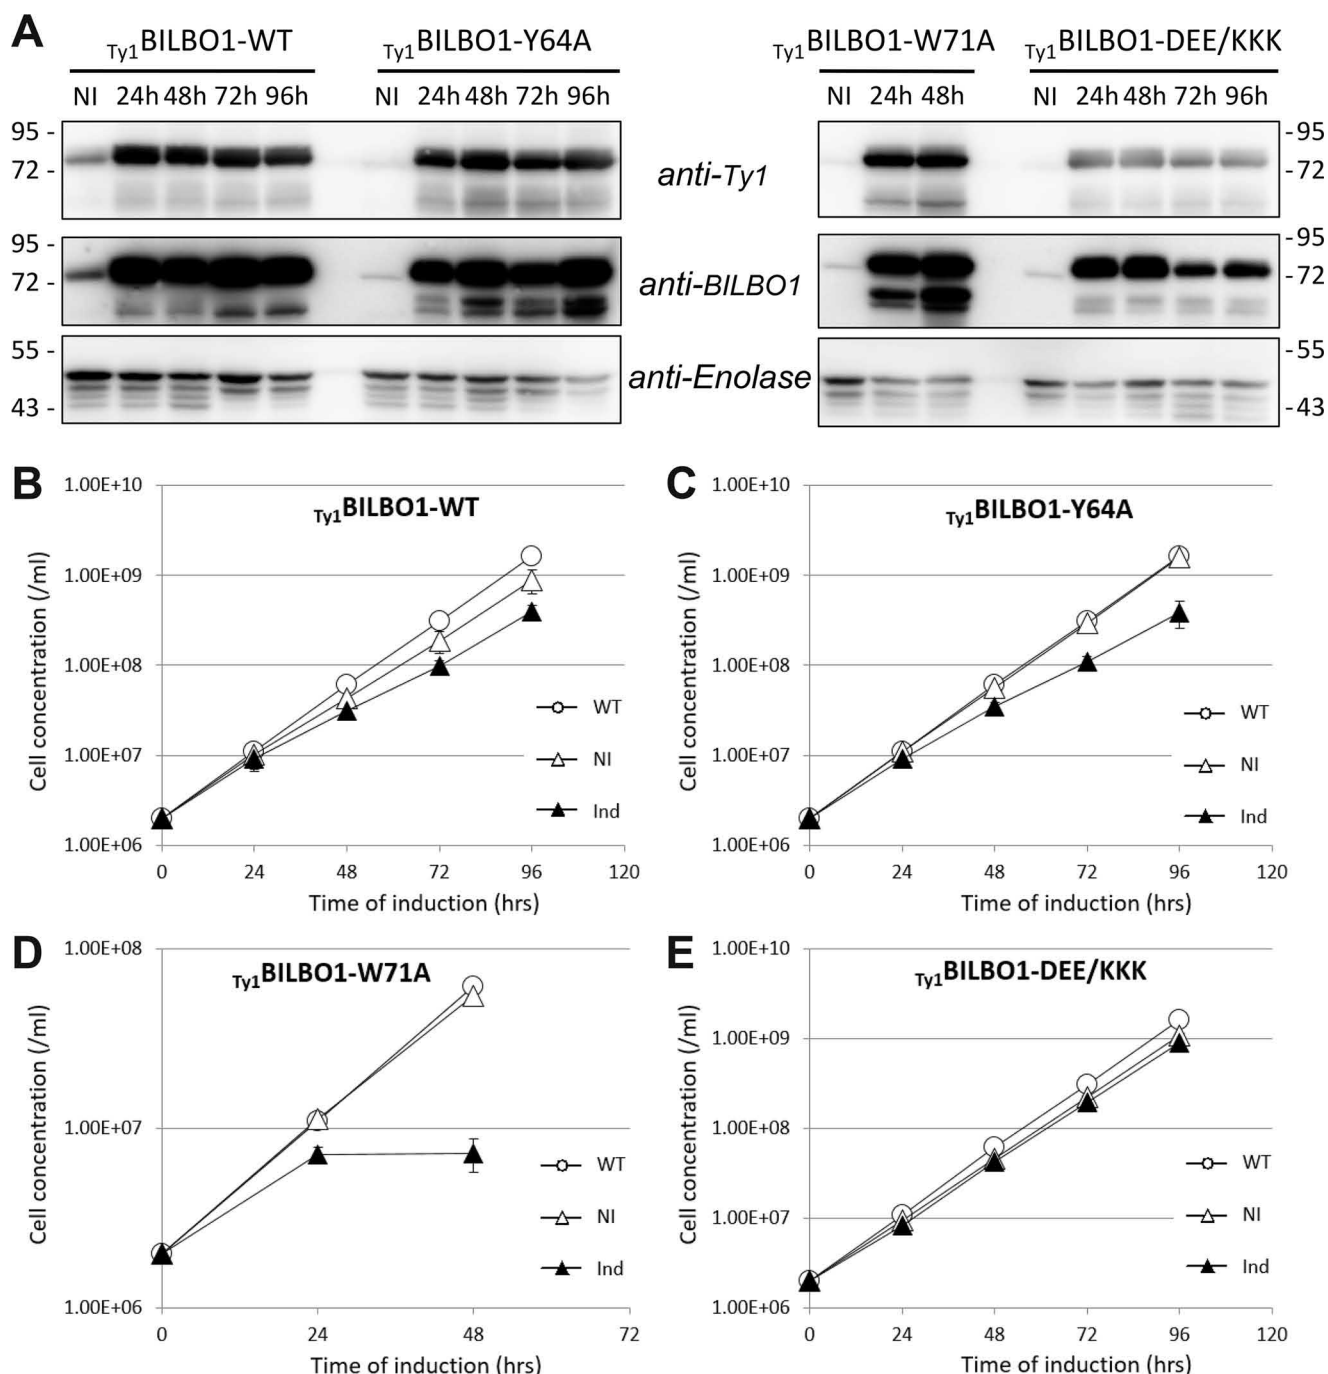 A
Ty1BILBO1-WT Ty1BILBO1-Y64A Ty1BILBO1-W71A Ty1BILBO1-DEE/KKK
NI 24h 48h 72h 96h NI 24h 48h 72h 96h NI 24h 48h NI 24h 48h 72h 96h
95 - -95
72 - anti-Ty1 -72
95 - -95
72 - anti-BILBO1 -72
55 - -55
anti-Enolase
43 - -43
B
Ty1BILBO1-WT
Cell concentration (/ml)
1.00E+10
1.00E+09
1.00E+08
1.00E+07
1.00E+06
WT
NI
Ind
0 24 48 72 96 120
Time of induction (hrs)
C
Ty1BILBO1-Y64A
Cell concentration (/ml)
1.00E+10
1.00E+09
1.00E+08
1.00E+07
1.00E+06
WT
NI
Ind
0 24 48 72 96 120
Time of induction (hrs)
D
Ty1BILBO1-W71A
Cell concentration (/ml)
1.00E+08
1.00E+07
1.00E+06
WT
NI
Ind
0 24 48 72
Time of induction (hrs)
E
Ty1BILBO1-DEE/KKK
Cell concentration (/ml)
1.00E+10
1.00E+09
1.00E+08
1.00E+07
1.00E+06
WT
NI
Ind
0 24 48 72 96 120
Time of induction (hrs)